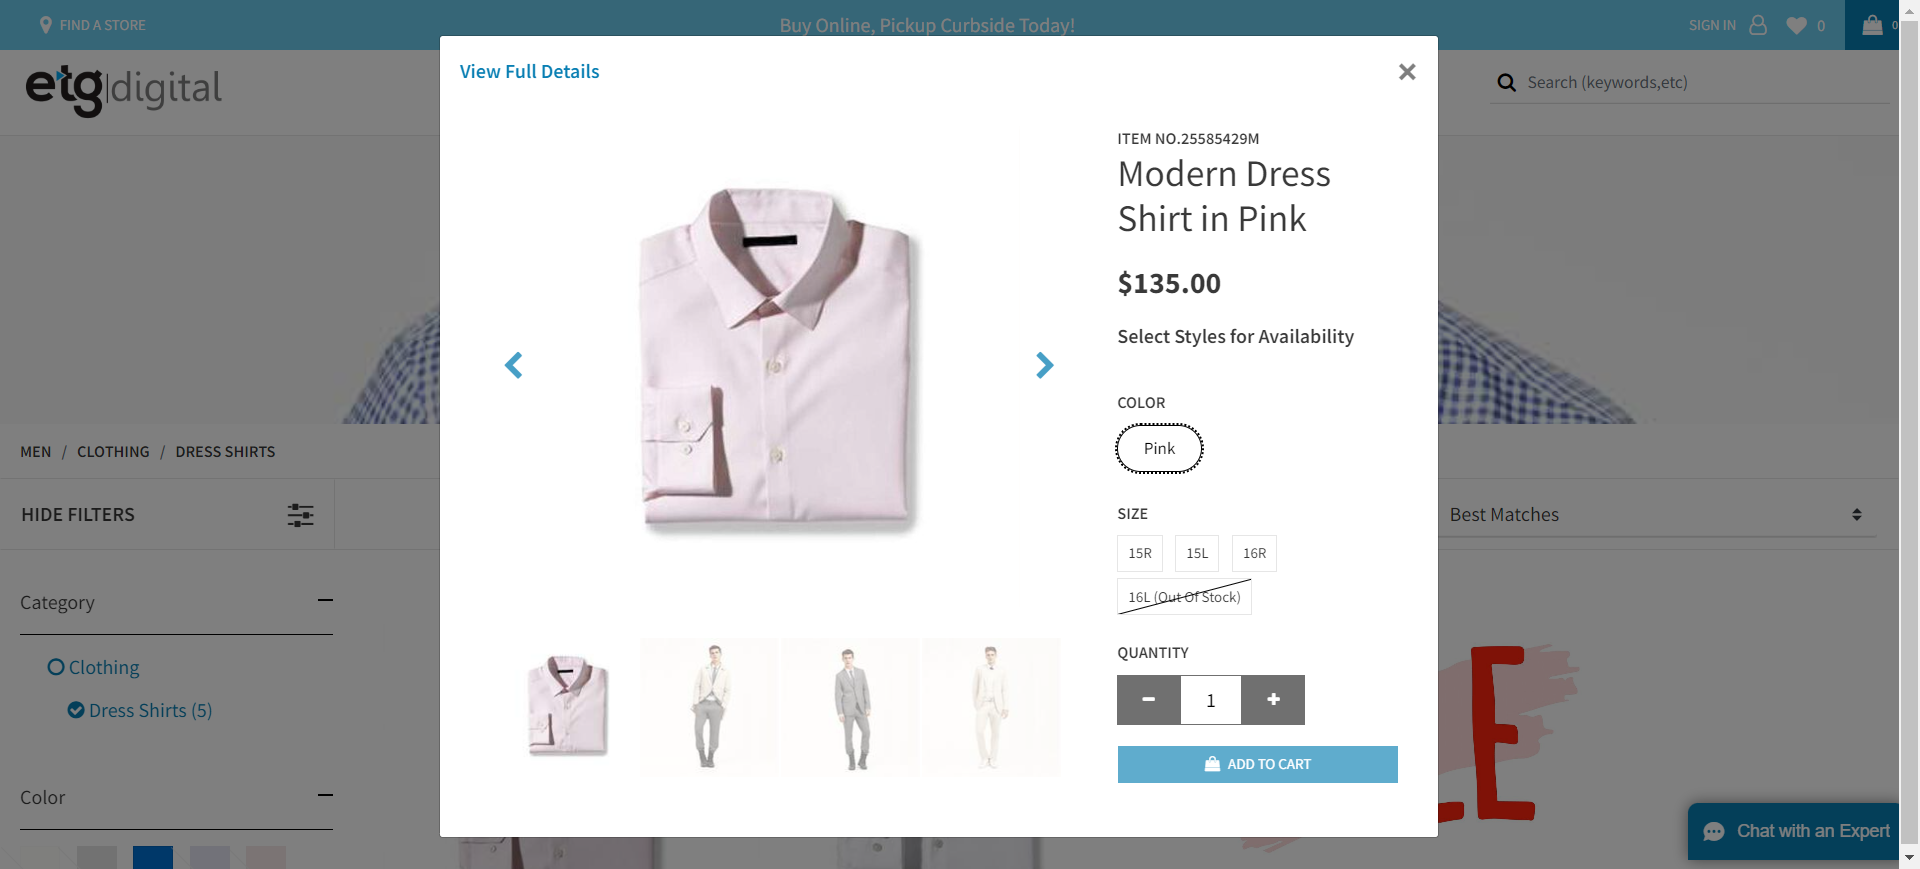 FIND A STORE
Buy Online, Pickup Curbside Today!
SIGN IN
0
0
etg|digital
Search (keywords,etc)
View Full Details
ITEM NO.25585429M
Modern Dress
Shirt in Pink
$135.00
Select Styles for Availability
COLOR
Pink
SIZE
15R
15L
16R
16L (Out Of Stock)
QUANTITY
1
ADD TO CART
MEN / CLOTHING / DRESS SHIRTS
HIDE FILTERS
Best Matches
Category
Clothing
Dress Shirts (5)
Color
E
Chat with an Expert